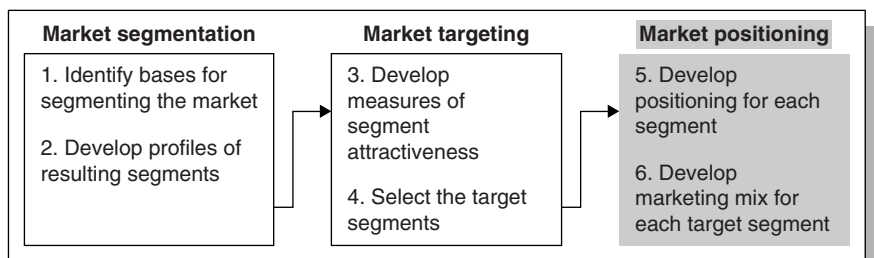 Market segmentation
1. Identify bases for
segmenting the market
2. Develop profiles of
resulting segments
Market targeting
3. Develop
measures of
segment
attractiveness
4. Select the target
segments
Market positioning
5. Develop
positioning for each
segment
6. Develop
marketing mix for
each target segment